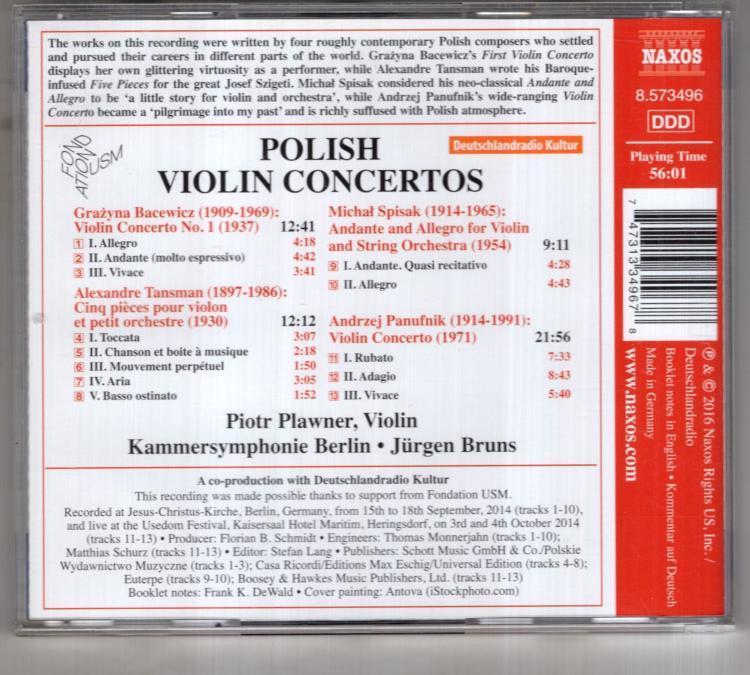 The works on this recording were written by four roughly contemporary Polish composers who settled
and pursued their careers in different parts of the world. Grażyna Bacewicz's First Violin Concerto
displays her own glittering virtuosity as a performer, while Alexandre Tansman wrote his Baroque-
infused Five Pieces for the great Josef Szigeti. Michał Spisak considered his neo-classical Andante and
Allegro to be 'a little story for violin and orchestra', while Andrzej Panufnik's wide-ranging Violin
Concerto became a 'pilgrimage into my past' and is richly suffused with Polish atmosphere.
FONDATION USM
Deutschlandradio Kultur
POLISH
VIOLIN CONCERTOS
Grażyna Bacewicz (1909-1969):
Violin Concerto No. 1 (1937) 12:41
1 I. Allegro 4:18
2 II. Andante (molto espressivo) 4:42
3 III. Vivace 3:41
Alexandre Tansman (1897-1986):
Cinq pièces pour violon
et petit orchestre (1930) 12:12
4 I. Toccata 3:07
5 II. Chanson et boite à musique 2:18
6 III. Mouvement perpétuel 1:50
7 IV. Aria 3:05
8 V. Basso ostinato 1:52
Michał Spisak (1914-1965):
Andante and Allegro for Violin
and String Orchestra (1954) 9:11
9 I. Andante. Quasi recitativo 4:28
10 II. Allegro 4:43
Andrzej Panufnik (1914-1991):
Violin Concerto (1971) 21:56
11 I. Rubato 7:33
12 II. Adagio 8:43
13 III. Vivace 5:40
Piotr Plawner, Violin
Kammersymphonie Berlin • Jürgen Bruns
A co-production with Deutschlandradio Kultur
This recording was made possible thanks to support from Fondation USM.
Recorded at Jesus-Christus-Kirche, Berlin, Germany, from 15th to 18th September, 2014 (tracks 1-10),
and live at the Usedom Festival, Kaisersaal Hotel Maritim, Heringsdorf, on 3rd and 4th October 2014
(tracks 11-13) • Producer: Florian B. Schmidt • Engineers: Thomas Monnerjahn (tracks 1-10);
Matthias Schurz (tracks 11-13) • Editor: Stefan Lang • Publishers: Schott Music GmbH & Co./Polskie
Wydawnictwo Muzyczne (tracks 1-3); Casa Ricordi/Editions Max Eschig/Universal Edition (tracks 4-8);
Euterpe (tracks 9-10); Boosey & Hawkes Music Publishers, Ltd. (tracks 11-13)
Booklet notes: Frank K. DeWald • Cover painting: Antova (iStockphoto.com)
NAXOS
8.573496
DDD
Playing Time
56:01
7 47313 34967 8
℗ & © 2016 Naxos Rights US, Inc. /
Deutschlandradio
Booklet notes in English • Kommentar auf Deutsch
Made in Germany
www.naxos.com